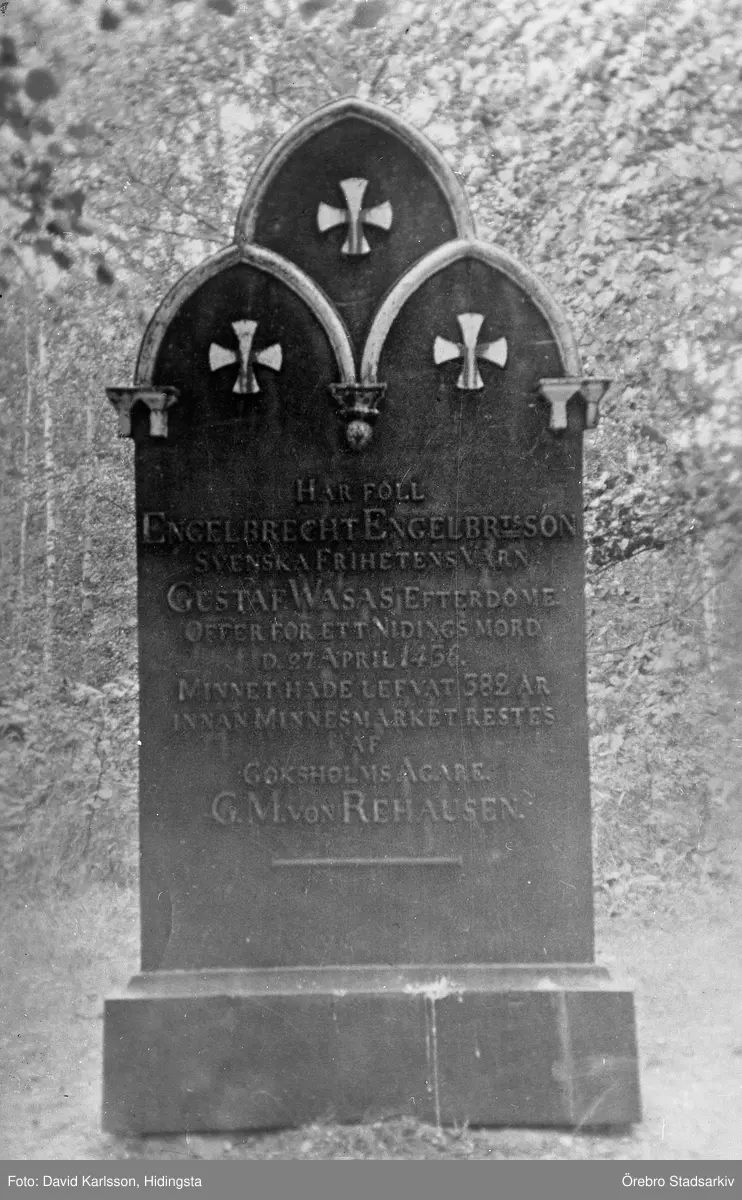 HÄR FÖLL
ENGELBRECHT ENGELBRTSSON
SVENSKA FRIHETENS VÄRN
GUSTAF WASAS EFTERDÖME
OFFER FÖR ETT NIDINGS MORD
D. 27 APRIL 1436.
MINNET HADE LEFVAT 382 ÅR
INNAN MINNESMÄRKET RESTES
AF
GÖKSHOLMS ÄGARE.
G. M. VON REHAUSEN.
Foto: David Karlsson, Hidingsta
Örebro Stadsarkiv